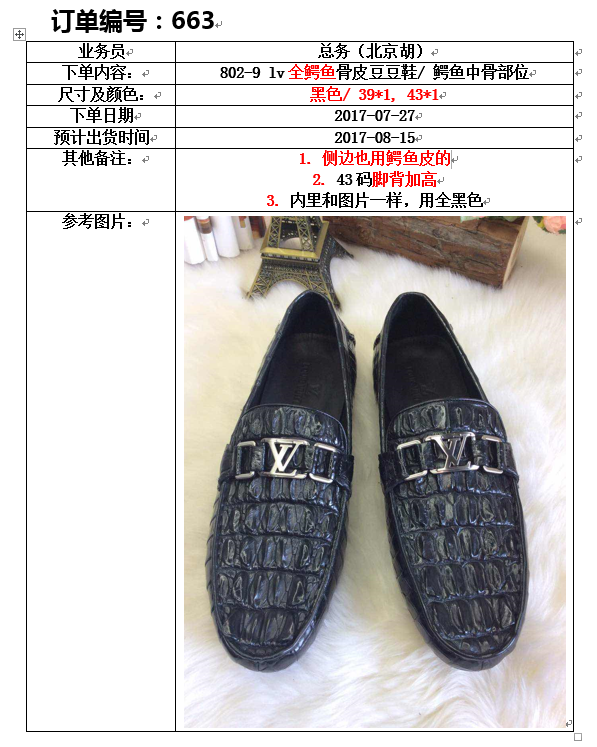 订单编号：663
业务员 总务（北京胡）
下单内容： 802-9 lv全鳄鱼骨皮豆豆鞋/ 鳄鱼中骨部位
尺寸及颜色： 黑色/ 39*1, 43*1
下单日期 2017-07-27
预计出货时间 2017-08-15
其他备注： 1. 侧边也用鳄鱼皮的
2. 43码脚背加高
3. 内里和图片一样，用全黑色
参考图片：
LV
LV